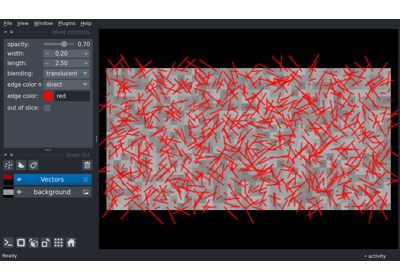 File View Window Plugins Help
layer controls
opacity: 0.70
width: 0.20
length: 2.50
blending: translucent
edge color m direct
edge color: red
out of slice:
layer list
Vectors
background
Ready
activity